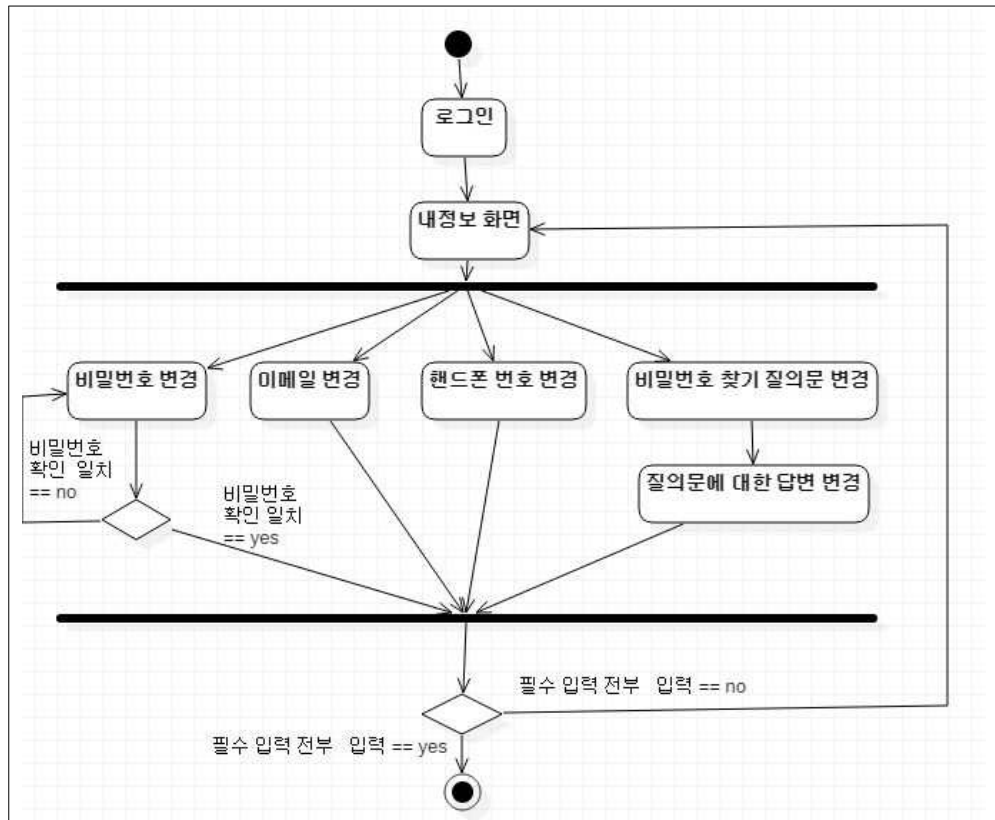 로그인
내정보 화면
비밀번호 변경
이메일 변경
핸드폰 번호 변경
비밀번호 찾기 질의문 변경
비밀번호
확인 일치
== no
비밀번호
확인 일치
== yes
질의문에 대한 답변 변경
필수 입력 전부 입력 == no
필수 입력 전부 입력 == yes